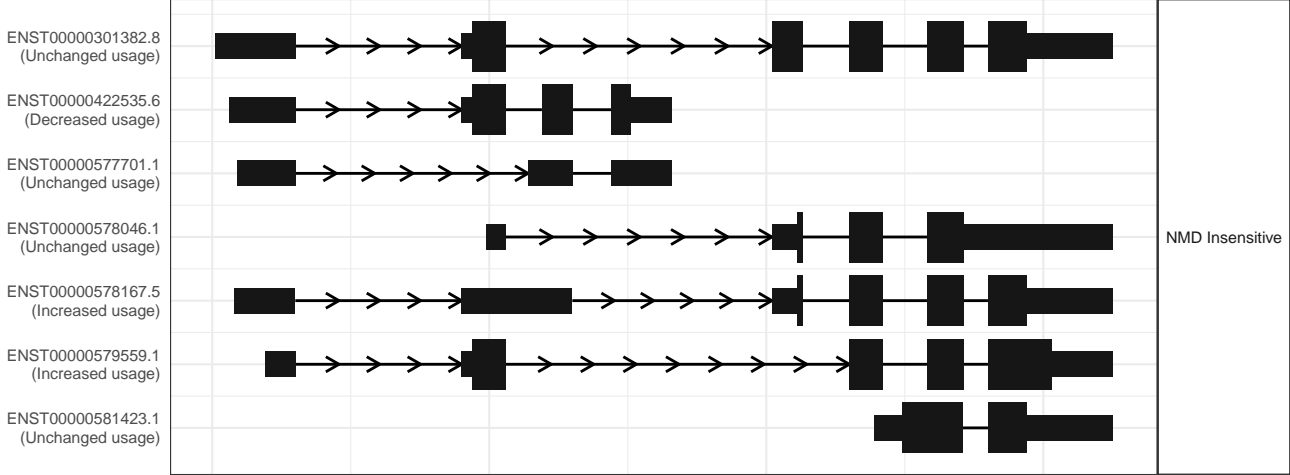 ENST00000301382.8
(Unchanged usage)
ENST00000422535.6
(Decreased usage)
ENST00000577701.1
(Unchanged usage)
ENST00000578046.1
(Unchanged usage)
NMD Insensitive
ENST00000578167.5
(Increased usage)
ENST00000579559.1
(Increased usage)
ENST00000581423.1
(Unchanged usage)